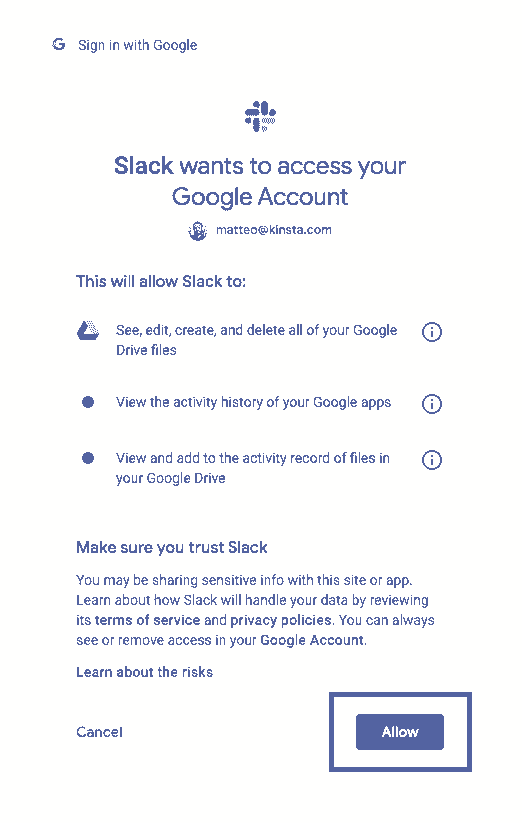 Sign in with Google
Slack wants to access your
Google Account
matteo@kinsta.com
This will allow Slack to:
See, edit, create, and delete all of your Google
Drive files
View the activity history of your Google apps
View and add to the activity record of files in
your Google Drive
Make sure you trust Slack
You may be sharing sensitive info with this site or app.
Learn about how Slack will handle your data by reviewing
its terms of service and privacy policies. You can always
see or remove access in your Google Account.
Learn about the risks
Cancel
Allow